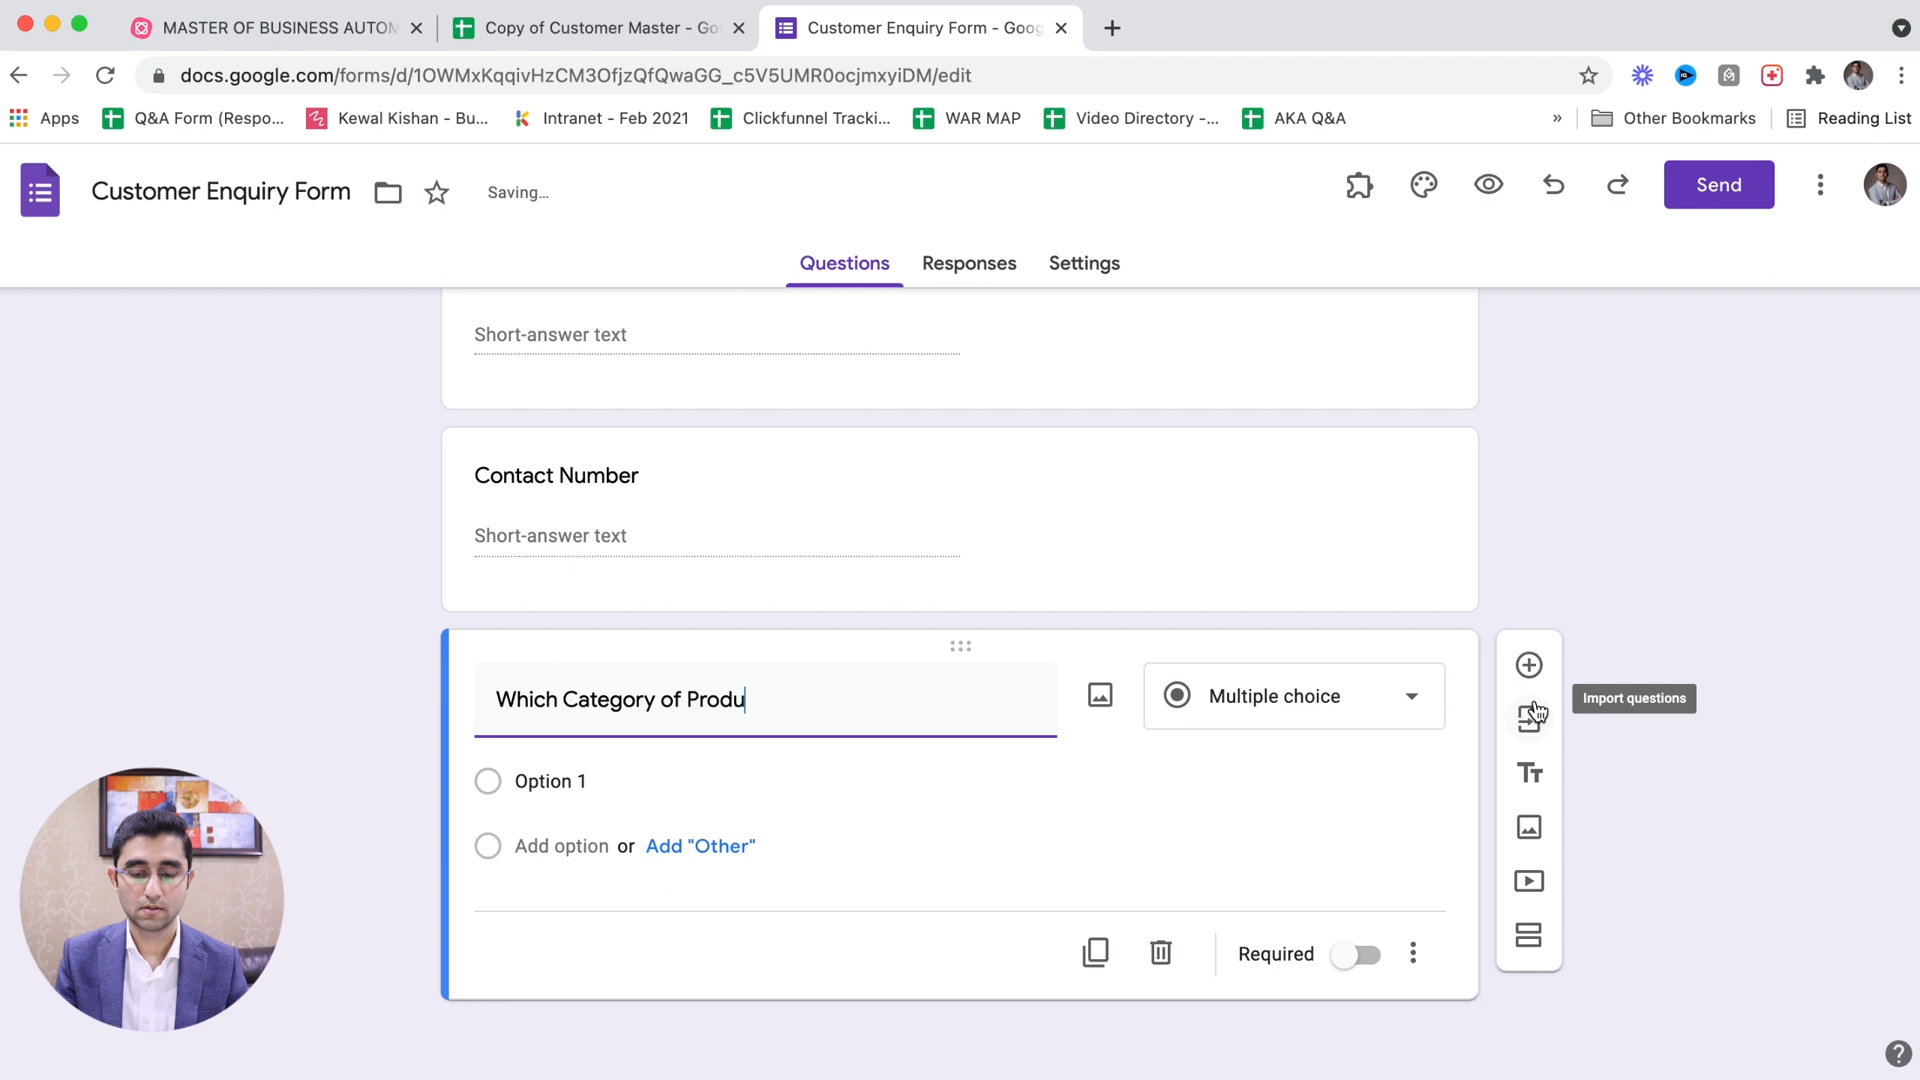 MASTER OF BUSINESS AUTOM
Copy of Customer Master - Go
Customer Enquiry Form - Goog
docs.google.com/forms/d/1OWMxKqqivHzCM3OfjzQfQwaGG_c5V5UMR0ocjmxyiDM/edit
Apps
Q&A Form (Respo...
Kewal Kishan - Bu...
Intranet - Feb 2021
Clickfunnel Tracki...
WAR MAP
Video Directory -...
AKA Q&A
»
Other Bookmarks
Reading List
Customer Enquiry Form
Saving...
Send
Questions
Responses
Settings
Short-answer text
Contact Number
Short-answer text
Which Category of Produ
Multiple choice
Import questions
Option 1
Add option or Add "Other"
Required